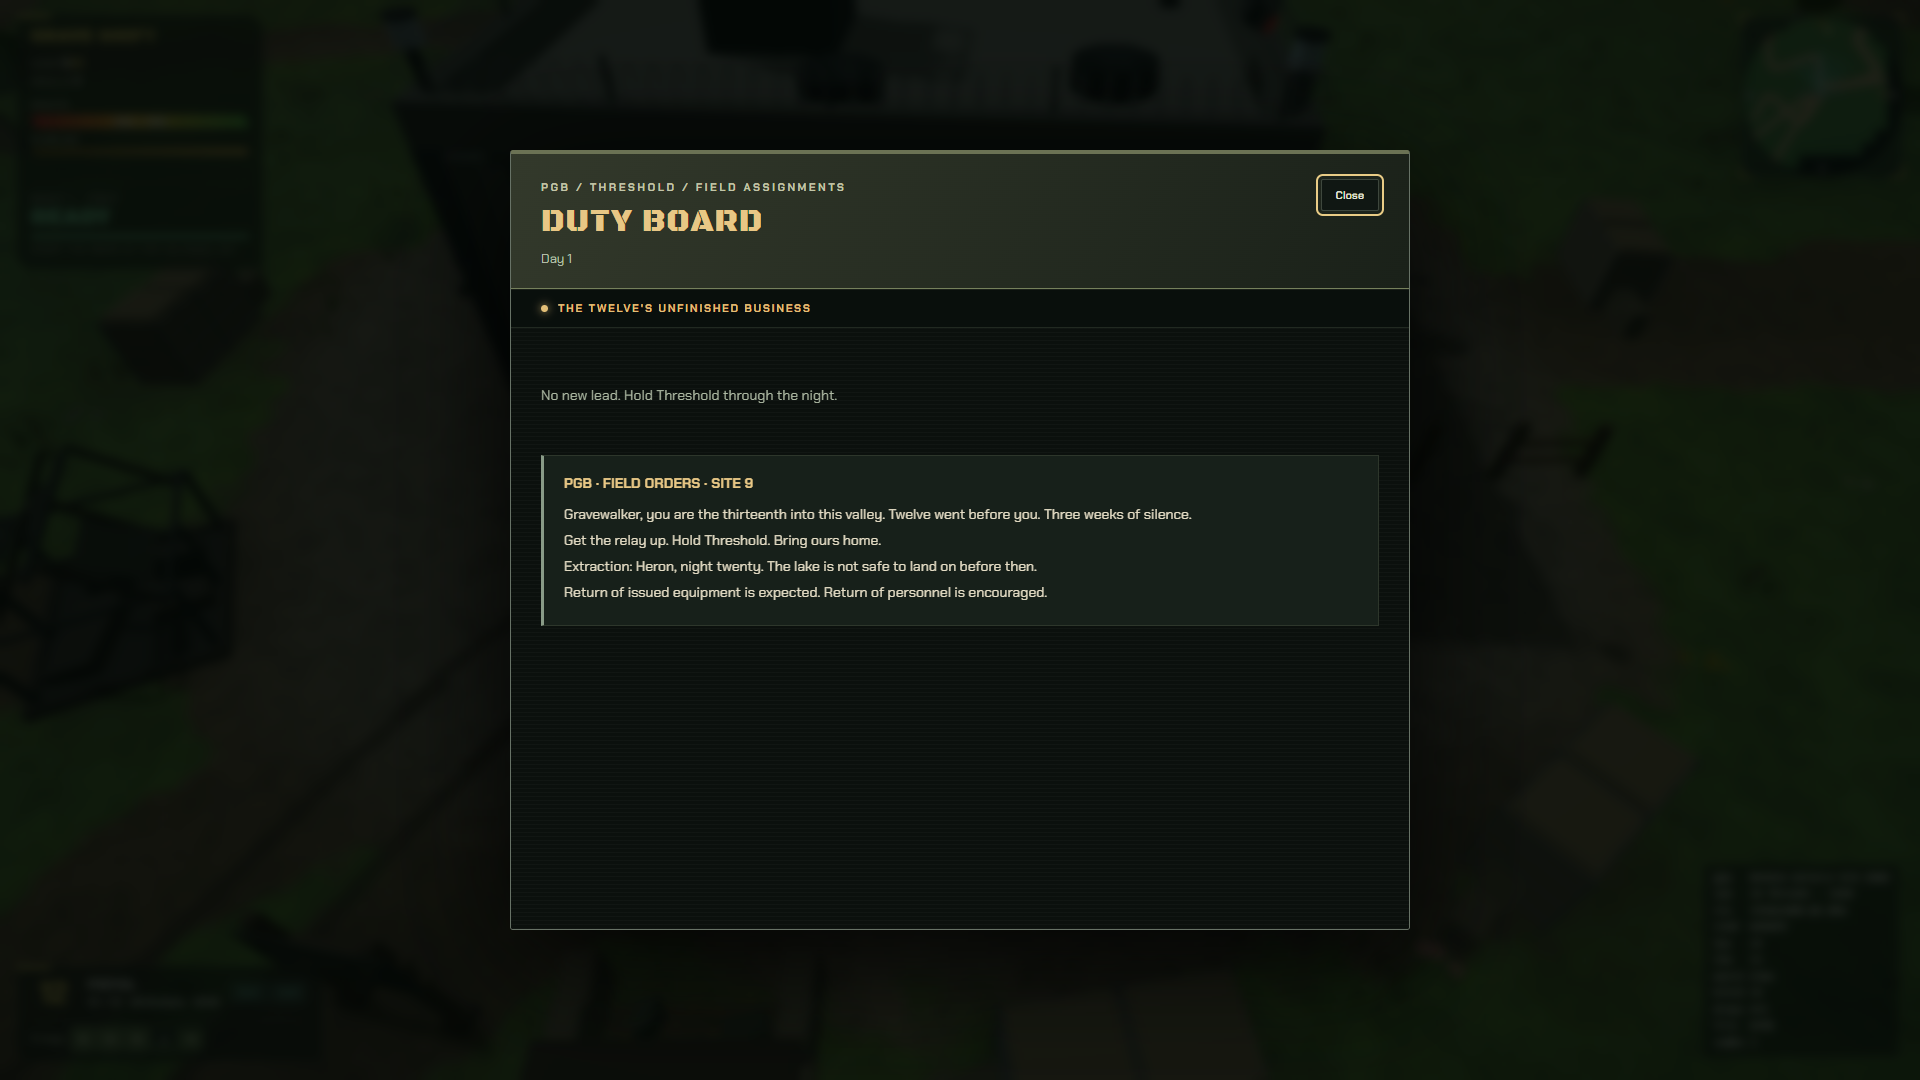 PGB / THRESHOLD / FIELD ASSIGNMENTS
DUTY BOARD
Day 1
Close
THE TWELVE'S UNFINISHED BUSINESS
No new lead. Hold Threshold through the night.
PGB · FIELD ORDERS · SITE 9
Gravewalker, you are the thirteenth into this valley. Twelve went before you. Three weeks of silence.
Get the relay up. Hold Threshold. Bring ours home.
Extraction: Heron, night twenty. The lake is not safe to land on before then.
Return of issued equipment is expected. Return of personnel is encouraged.